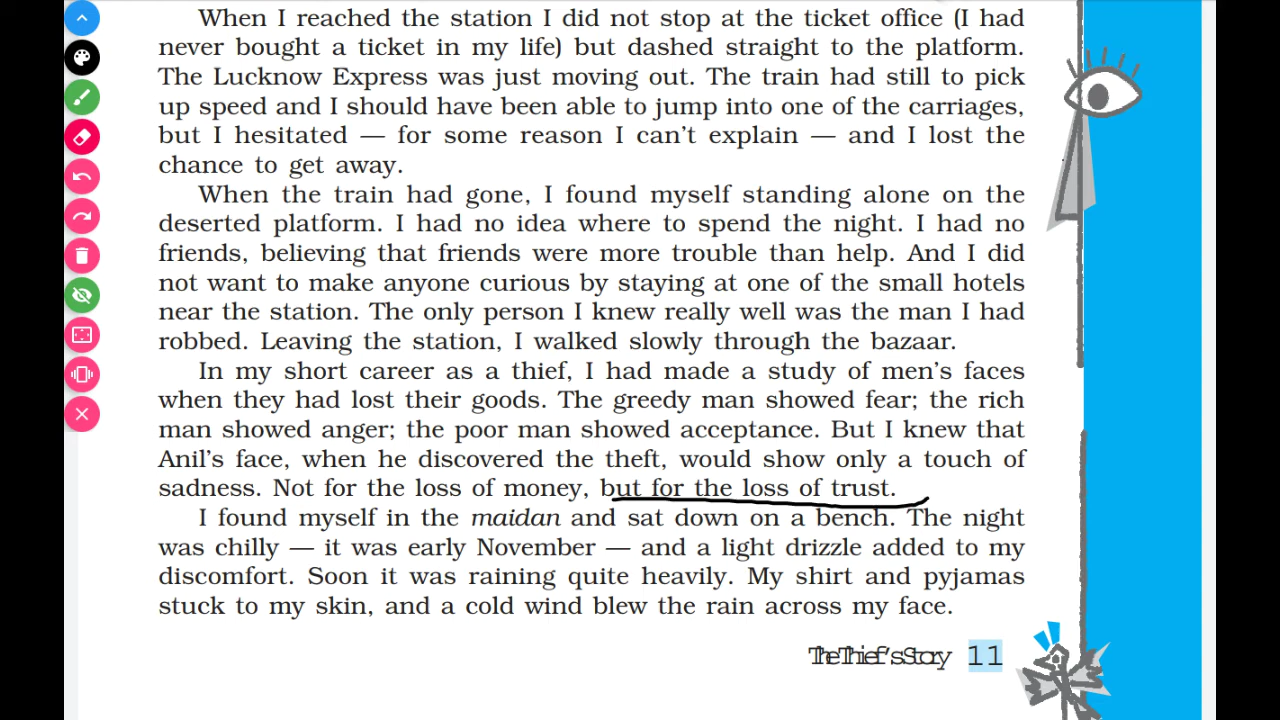 When I reached the station I did not stop at the ticket office (I had
never bought a ticket in my life) but dashed straight to the platform.
The Lucknow Express was just moving out. The train had still to pick
up speed and I should have been able to jump into one of the carriages,
but I hesitated — for some reason I can't explain — and I lost the
chance to get away.
When the train had gone, I found myself standing alone on the
deserted platform. I had no idea where to spend the night. I had no
friends, believing that friends were more trouble than help. And I did
not want to make anyone curious by staying at one of the small hotels
near the station. The only person I knew really well was the man I had
robbed. Leaving the station, I walked slowly through the bazaar.
In my short career as a thief, I had made a study of men's faces
when they had lost their goods. The greedy man showed fear; the rich
man showed anger; the poor man showed acceptance. But I knew that
Anil's face, when he discovered the theft, would show only a touch of
sadness. Not for the loss of money, but for the loss of trust.
I found myself in the maidan and sat down on a bench. The night
was chilly — it was early November — and a light drizzle added to my
discomfort. Soon it was raining quite heavily. My shirt and pyjamas
stuck to my skin, and a cold wind blew the rain across my face.
The Thief's Story 11